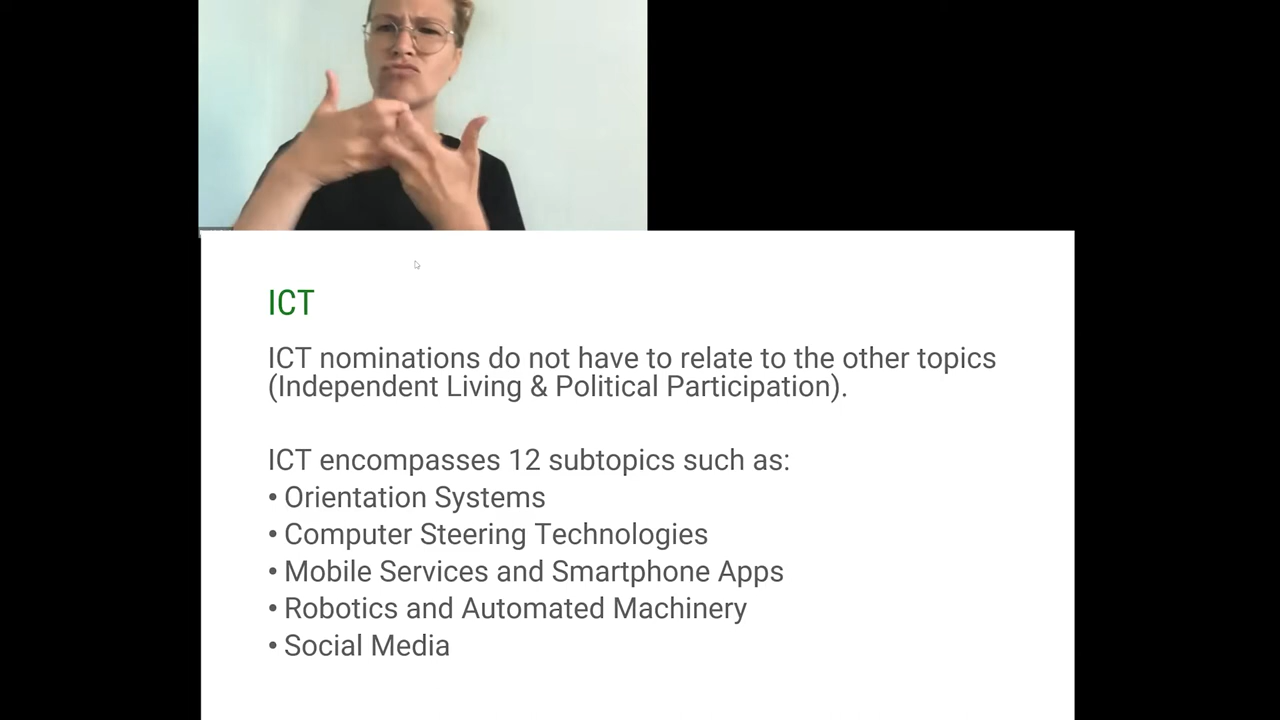 ICT
ICT nominations do not have to relate to the other topics
(Independent Living & Political Participation).
ICT encompasses 12 subtopics such as:
• Orientation Systems
• Computer Steering Technologies
• Mobile Services and Smartphone Apps
• Robotics and Automated Machinery
• Social Media